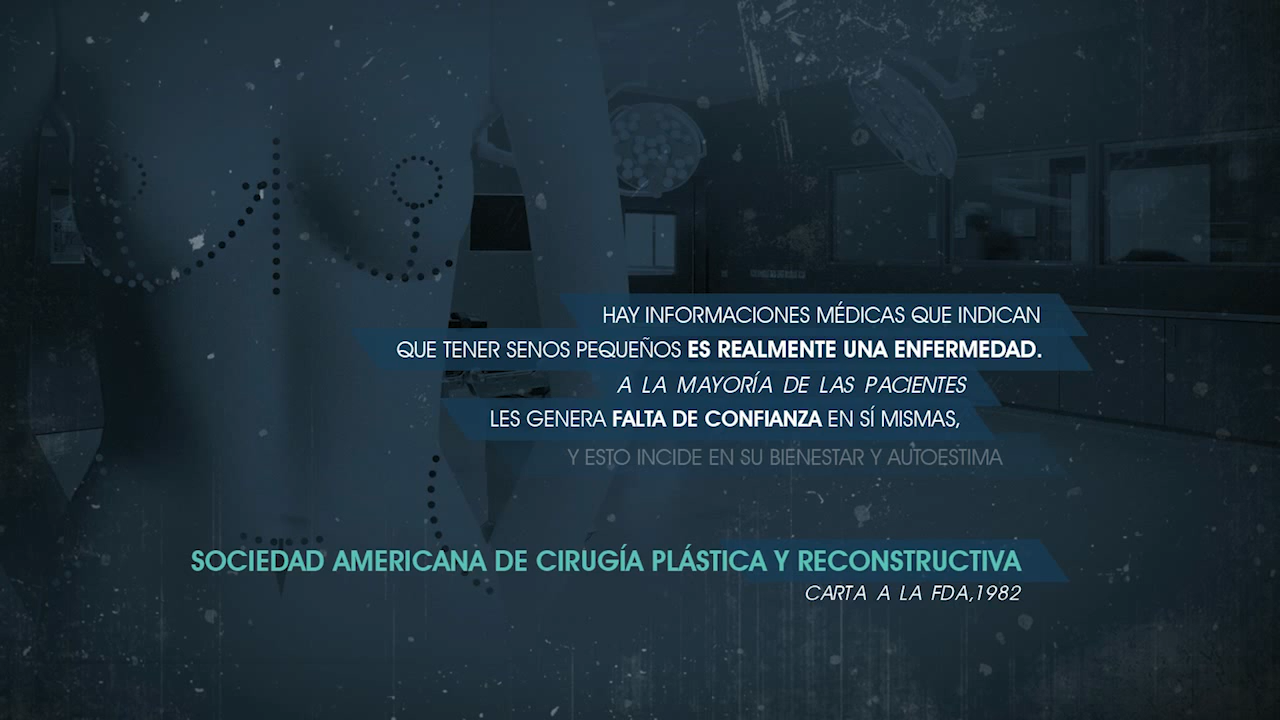 HAY INFORMACIONES MÉDICAS QUE INDICAN
QUE TENER SENOS PEQUEÑOS ES REALMENTE UNA ENFERMEDAD.
A LA MAYORÍA DE LAS PACIENTES
LES GENERA FALTA DE CONFIANZA EN SÍ MISMAS,
Y ESTO INCIDE EN SU BIENESTAR Y AUTOESTIMA
SOCIEDAD AMERICANA DE CIRUGÍA PLÁSTICA Y RECONSTRUCTIVA
CARTA A LA FDA,1982